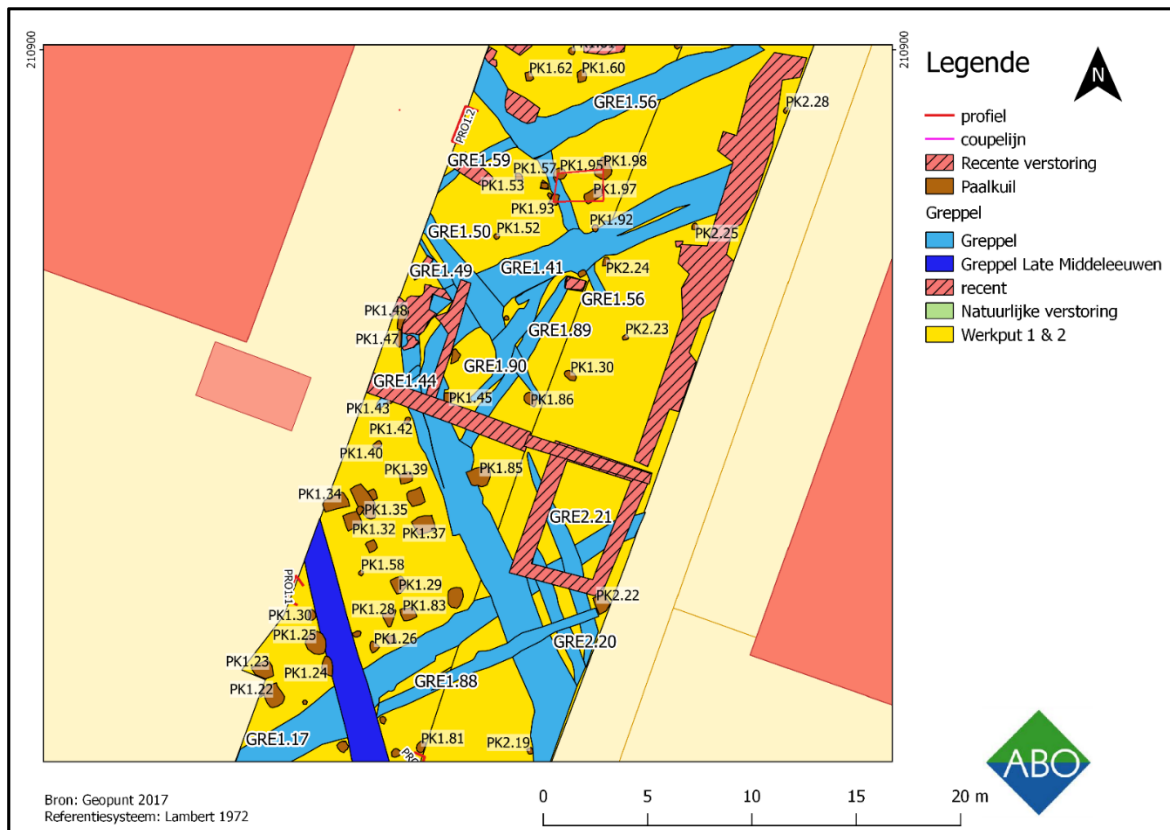 210900
210900
Legende
N
profiel
coupelijn
Recente verstoring
Paalkuil
Greppel
Greppel
Greppel Late Middeleeuwen
recent
Natuurlijke verstoring
Werkput 1 & 2
PK1.62
PK1.60
GRE1.56
PK2.28
PRO1:2
GRE1.59
PK1.57
PK1.95
PK1.98
PK1.53
PK1.97
PK1.93
PK1.92
GRE1.50
PK1.52
PK2.25
GRE1.49
GRE1.41
PK2.24
GRE1.56
PK1.48
GRE1.89
PK2.23
PK1.47
GRE1.90
PK1.30
GRE1.44
PK1.45
PK1.86
PK1.43
PK1.42
PK1.40
PK1.39
PK1.85
PK1.34
PK1.35
GRE2.21
PK1.32
PK1.37
PK1.58
PRO1:1
PK1.29
PK2.22
PK1.30
PK1.28
PK1.83
PK1.25
PK1.26
GRE2.20
PK1.23
PK1.24
GRE1.88
PK1.22
GRE1.17
PK1.81
PK2.19
ABO
Bron: Geopunt 2017
Referentiesysteem: Lambert 1972
0 5 10 15 20 m